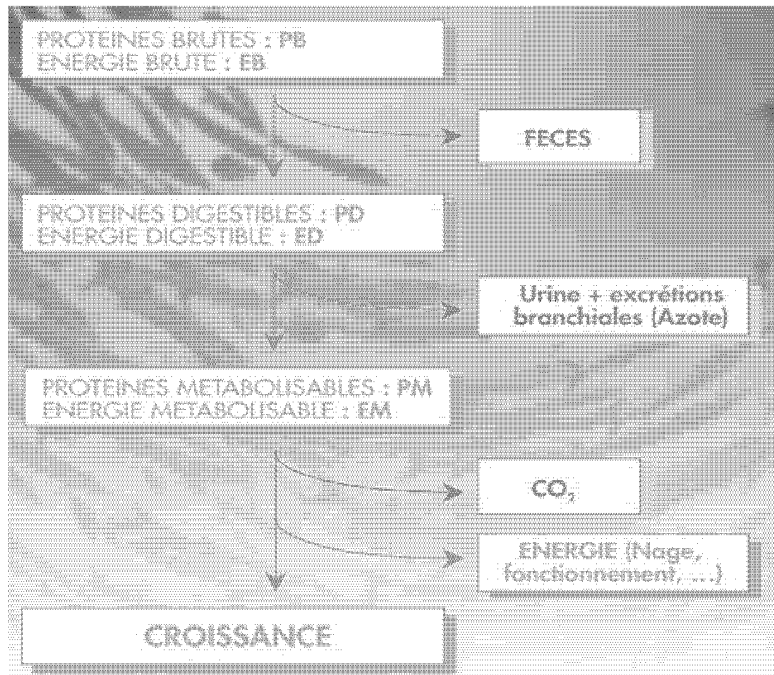 PROTEINES BRUTES : PB
ENERGIE BRUTE : EB
FECES
PROTEINES DIGESTIBLES : PD
ENERGIE DIGESTIBLE : ED
Urine + excrétions
branchiales (Azote)
PROTEINES METABOLISABLES : PM
ENERGIE METABOLISABLE : EM
CO₂
ENERGIE (Nage,
fonctionnement, ...)
CROISSANCE